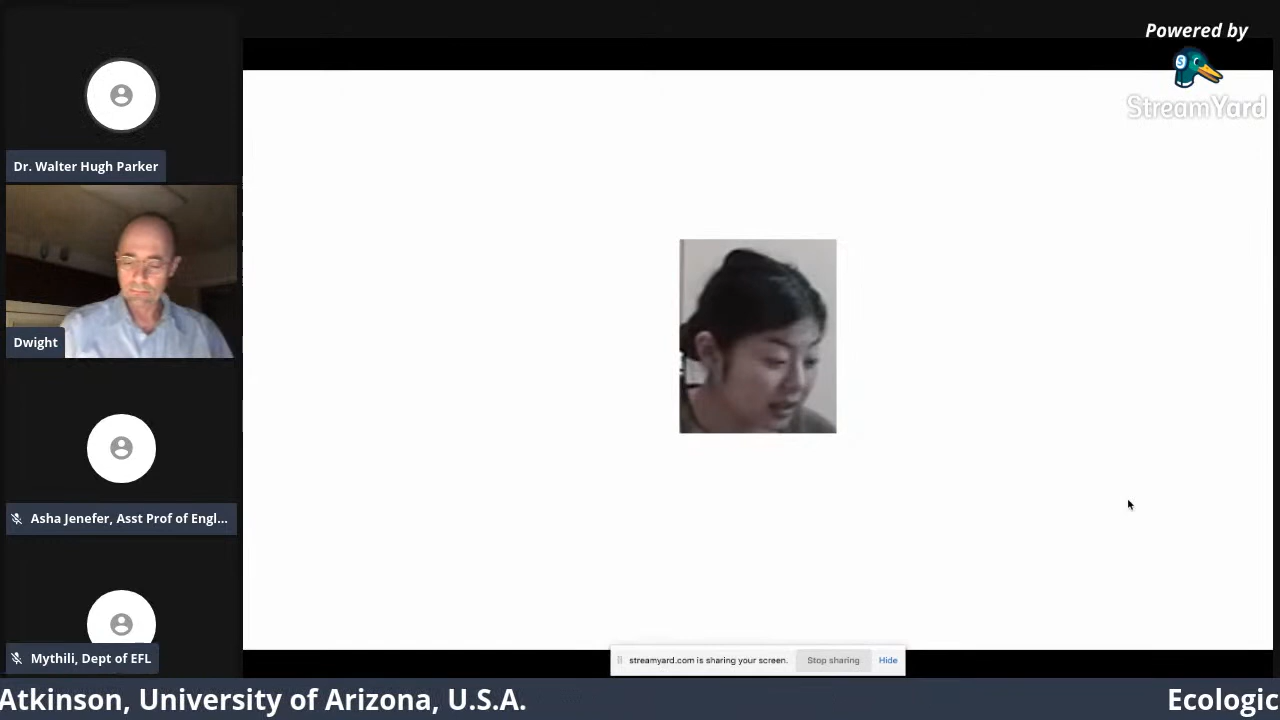 Powered by
StreamYard
Dr. Walter Hugh Parker
Dwight
Asha Jenefer, Asst Prof of Engl...
Mythili, Dept of EFL
streamyard.com is sharing your screen.
Stop sharing
Hide
Atkinson, University of Arizona, U.S.A.
Ecologic